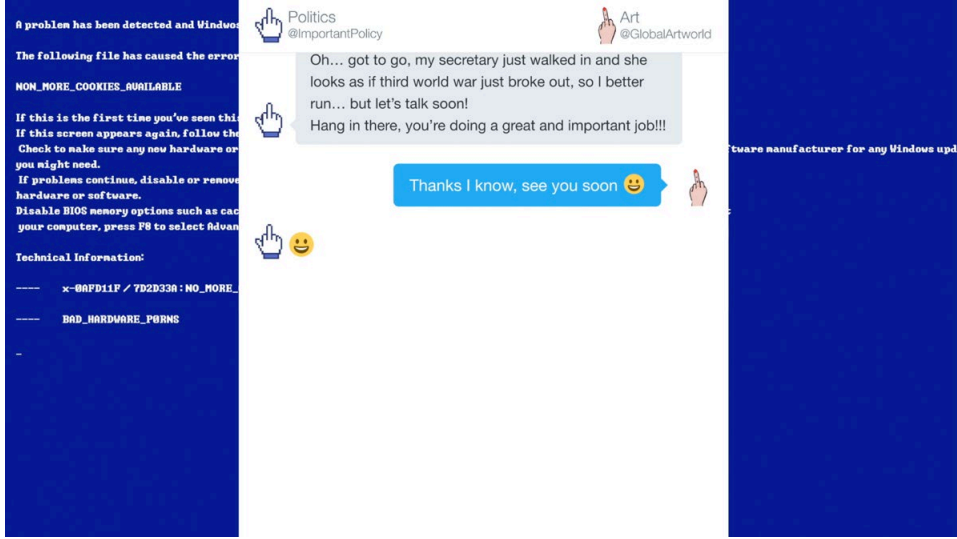 A problem has been detected and Windwos
The following file has caused the error
NON_MORE_COOKIES_AVAILABLE
If this is the first time you've seen this
If this screen appears again, follow the
Check to make sure any new hardware or
you might need.
If problems continue, disable or remove
hardware or software.
Disable BIOS memory options such as cac
your computer, press F8 to select Advan
Technical Information:
---- x-0AFD11F / 7D2D33A : NO_MORE_
---- BAD_HARDWARE_PØRNS
_
Politics
@ImportantPolicy
Art
@GlobalArtworld
Oh… got to go, my secretary just walked in and she
looks as if third world war just broke out, so I better
run… but let's talk soon!
Hang in there, you're doing a great and important job!!!
Thanks I know, see you soon 😀
😀
tware manufacturer for any Windows upd